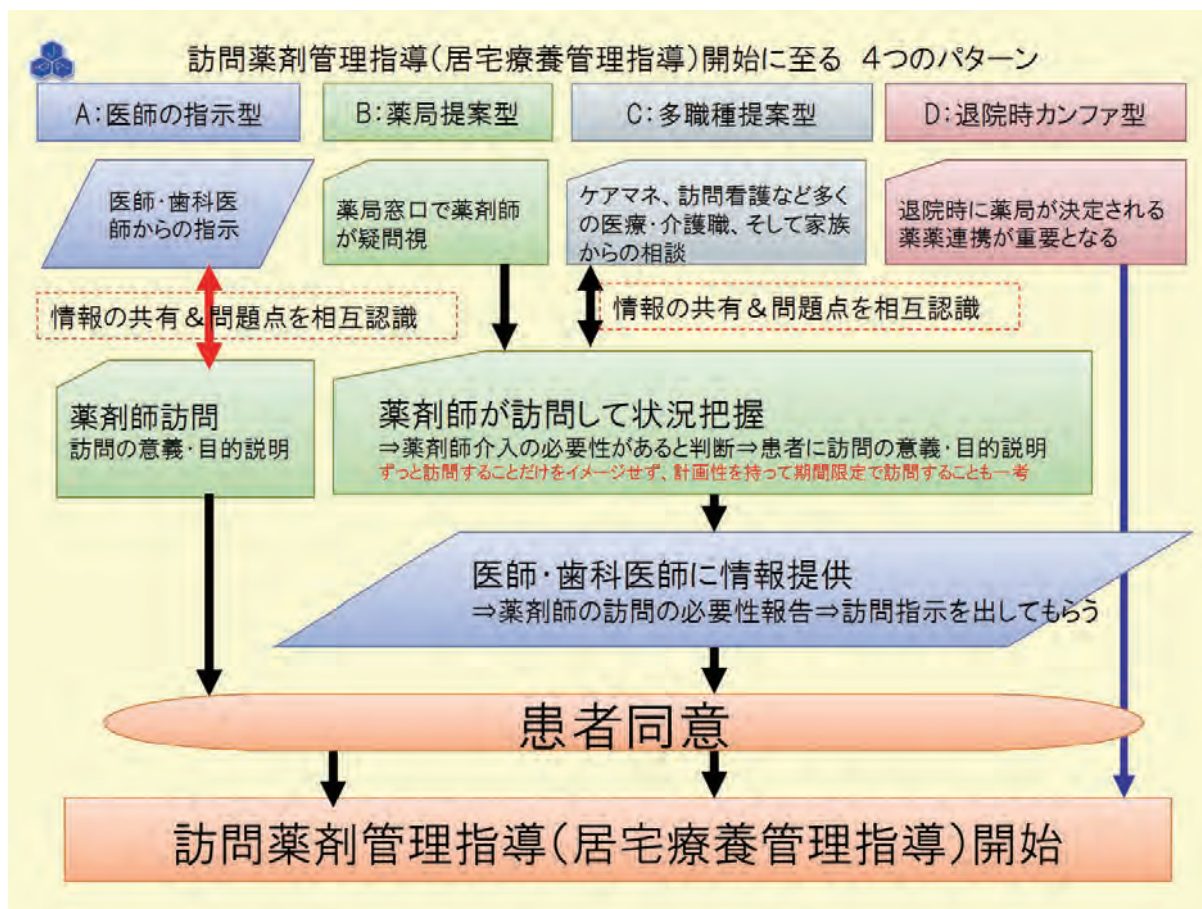 訪問薬剤管理指導(居宅療養管理指導)開始に至る 4つのパターン
A:医師の指示型
B:薬局提案型
C:多職種提案型
D:退院時カンファ型
医師・歯科医
師からの指示
薬局窓口で薬剤師
が疑問視
ケアマネ、訪問看護など多く
の医療・介護職、そして家族
からの相談
退院時に薬局が決定される
薬薬連携が重要となる
情報の共有&問題点を相互認識
情報の共有&問題点を相互認識
薬剤師訪問
訪問の意義・目的説明
薬剤師が訪問して状況把握
⇒薬剤師介入の必要性があると判断⇒患者に訪問の意義・目的説明
ずっと訪問することだけをイメージせず、計画性を持って期間限定で訪問することも一考
医師・歯科医師に情報提供
⇒薬剤師の訪問の必要性報告⇒訪問指示を出してもらう
患者同意
訪問薬剤管理指導(居宅療養管理指導)開始